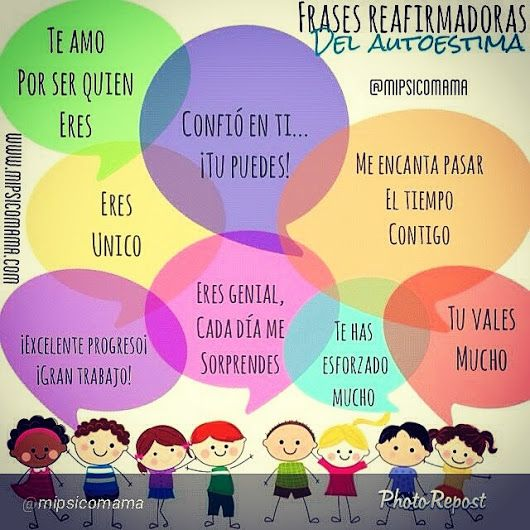 Frases reafirmadoras
Del autoestima
@mipsicomama
www.mipsicomama.com
Te amo
Por ser quien
Eres
Confió en ti...
¡Tu puedes!
Me encanta pasar
El tiempo
Contigo
Eres
Unico
Eres genial,
Cada día me
Sorprendes
Te has
esforzado
mucho
Tu vales
Mucho
¡Excelente progreso¡
¡Gran trabajo!
@mipsicomama
Photo Repost